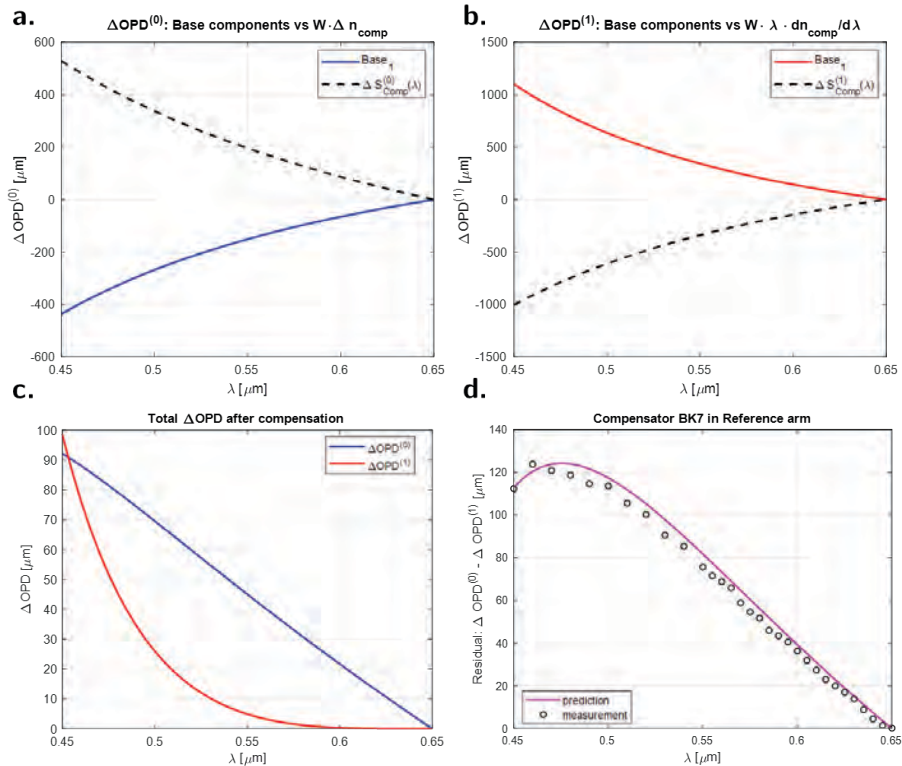 a.
ΔOPD⁽⁰⁾: Base components vs W·Δ n_comp
600
400
200
0
-200
-400
-600
ΔOPD⁽⁰⁾ [μm]
Base₁
Δ S⁽⁰⁾_Comp(λ)
0.45
0.5
0.55
0.6
0.65
λ [μm]
b.
ΔOPD⁽¹⁾: Base components vs W· λ · dn_comp/dλ
1500
1000
500
0
-500
-1000
-1500
ΔOPD⁽¹⁾ [μm]
Base₁
Δ S⁽¹⁾_Comp(λ)
0.45
0.5
0.55
0.6
0.65
λ [μm]
c.
Total ΔOPD after compensation
100
90
80
70
60
50
40
30
20
10
0
ΔOPD [μm]
ΔOPD⁽⁰⁾
ΔOPD⁽¹⁾
0.45
0.5
0.55
0.6
0.65
λ [μm]
d.
Compensator BK7 in Reference arm
140
120
100
80
60
40
20
0
Residual: Δ OPD⁽⁰⁾ - Δ OPD⁽¹⁾ [μm]
prediction
measurement
0.45
0.5
0.55
0.6
0.65
λ [μm]